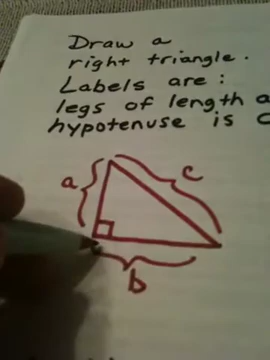 Draw a
right triangle.
Labels are:
legs of length a
hypotenuse is c
a
c
b